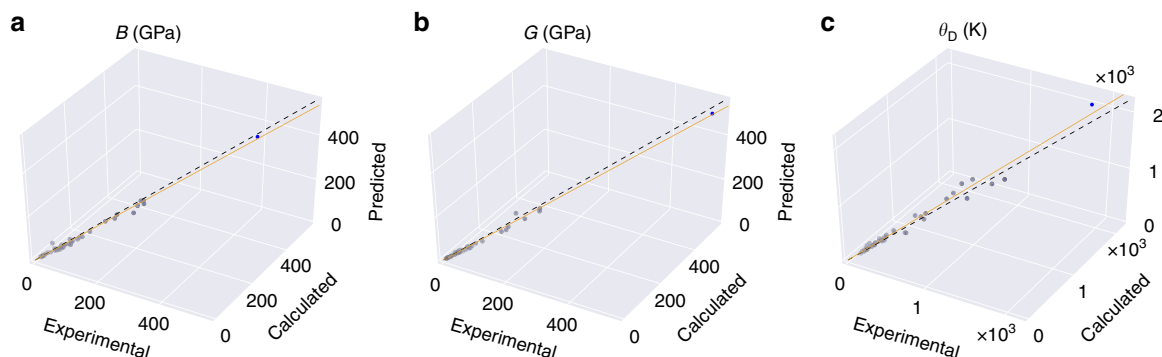 a
B (GPa)
400
200
0
Predicted
0
200
400
Experimental
400
200
0
Calculated
b
G (GPa)
400
200
0
Predicted
0
200
400
Experimental
400
200
0
Calculated
c
θD (K)
×10³
2
1
0
Predicted
0
1
×10³
Experimental
×10³
1
0
Calculated